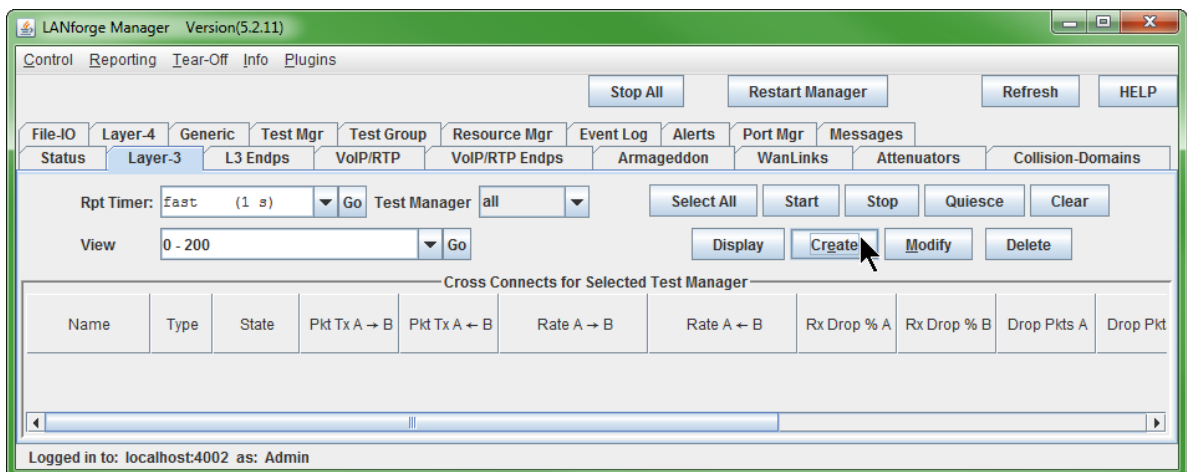 LANforge Manager Version(5.2.11)
Control Reporting Tear-Off Info Plugins
Stop All Restart Manager Refresh HELP
File-IO Layer-4 Generic Test Mgr Test Group Resource Mgr Event Log Alerts Port Mgr Messages
Status Layer-3 L3 Endps VoIP/RTP VoIP/RTP Endps Armageddon WanLinks Attenuators Collision-Domains
Rpt Timer: fast (1 s) Go Test Manager all Select All Start Stop Quiesce Clear
View 0 - 200 Go Display Create Modify Delete
Cross Connects for Selected Test Manager
Name Type State Pkt Tx A → B Pkt Tx A ← B Rate A → B Rate A ← B Rx Drop % A Rx Drop % B Drop Pkts A Drop Pkt
Logged in to: localhost:4002 as: Admin